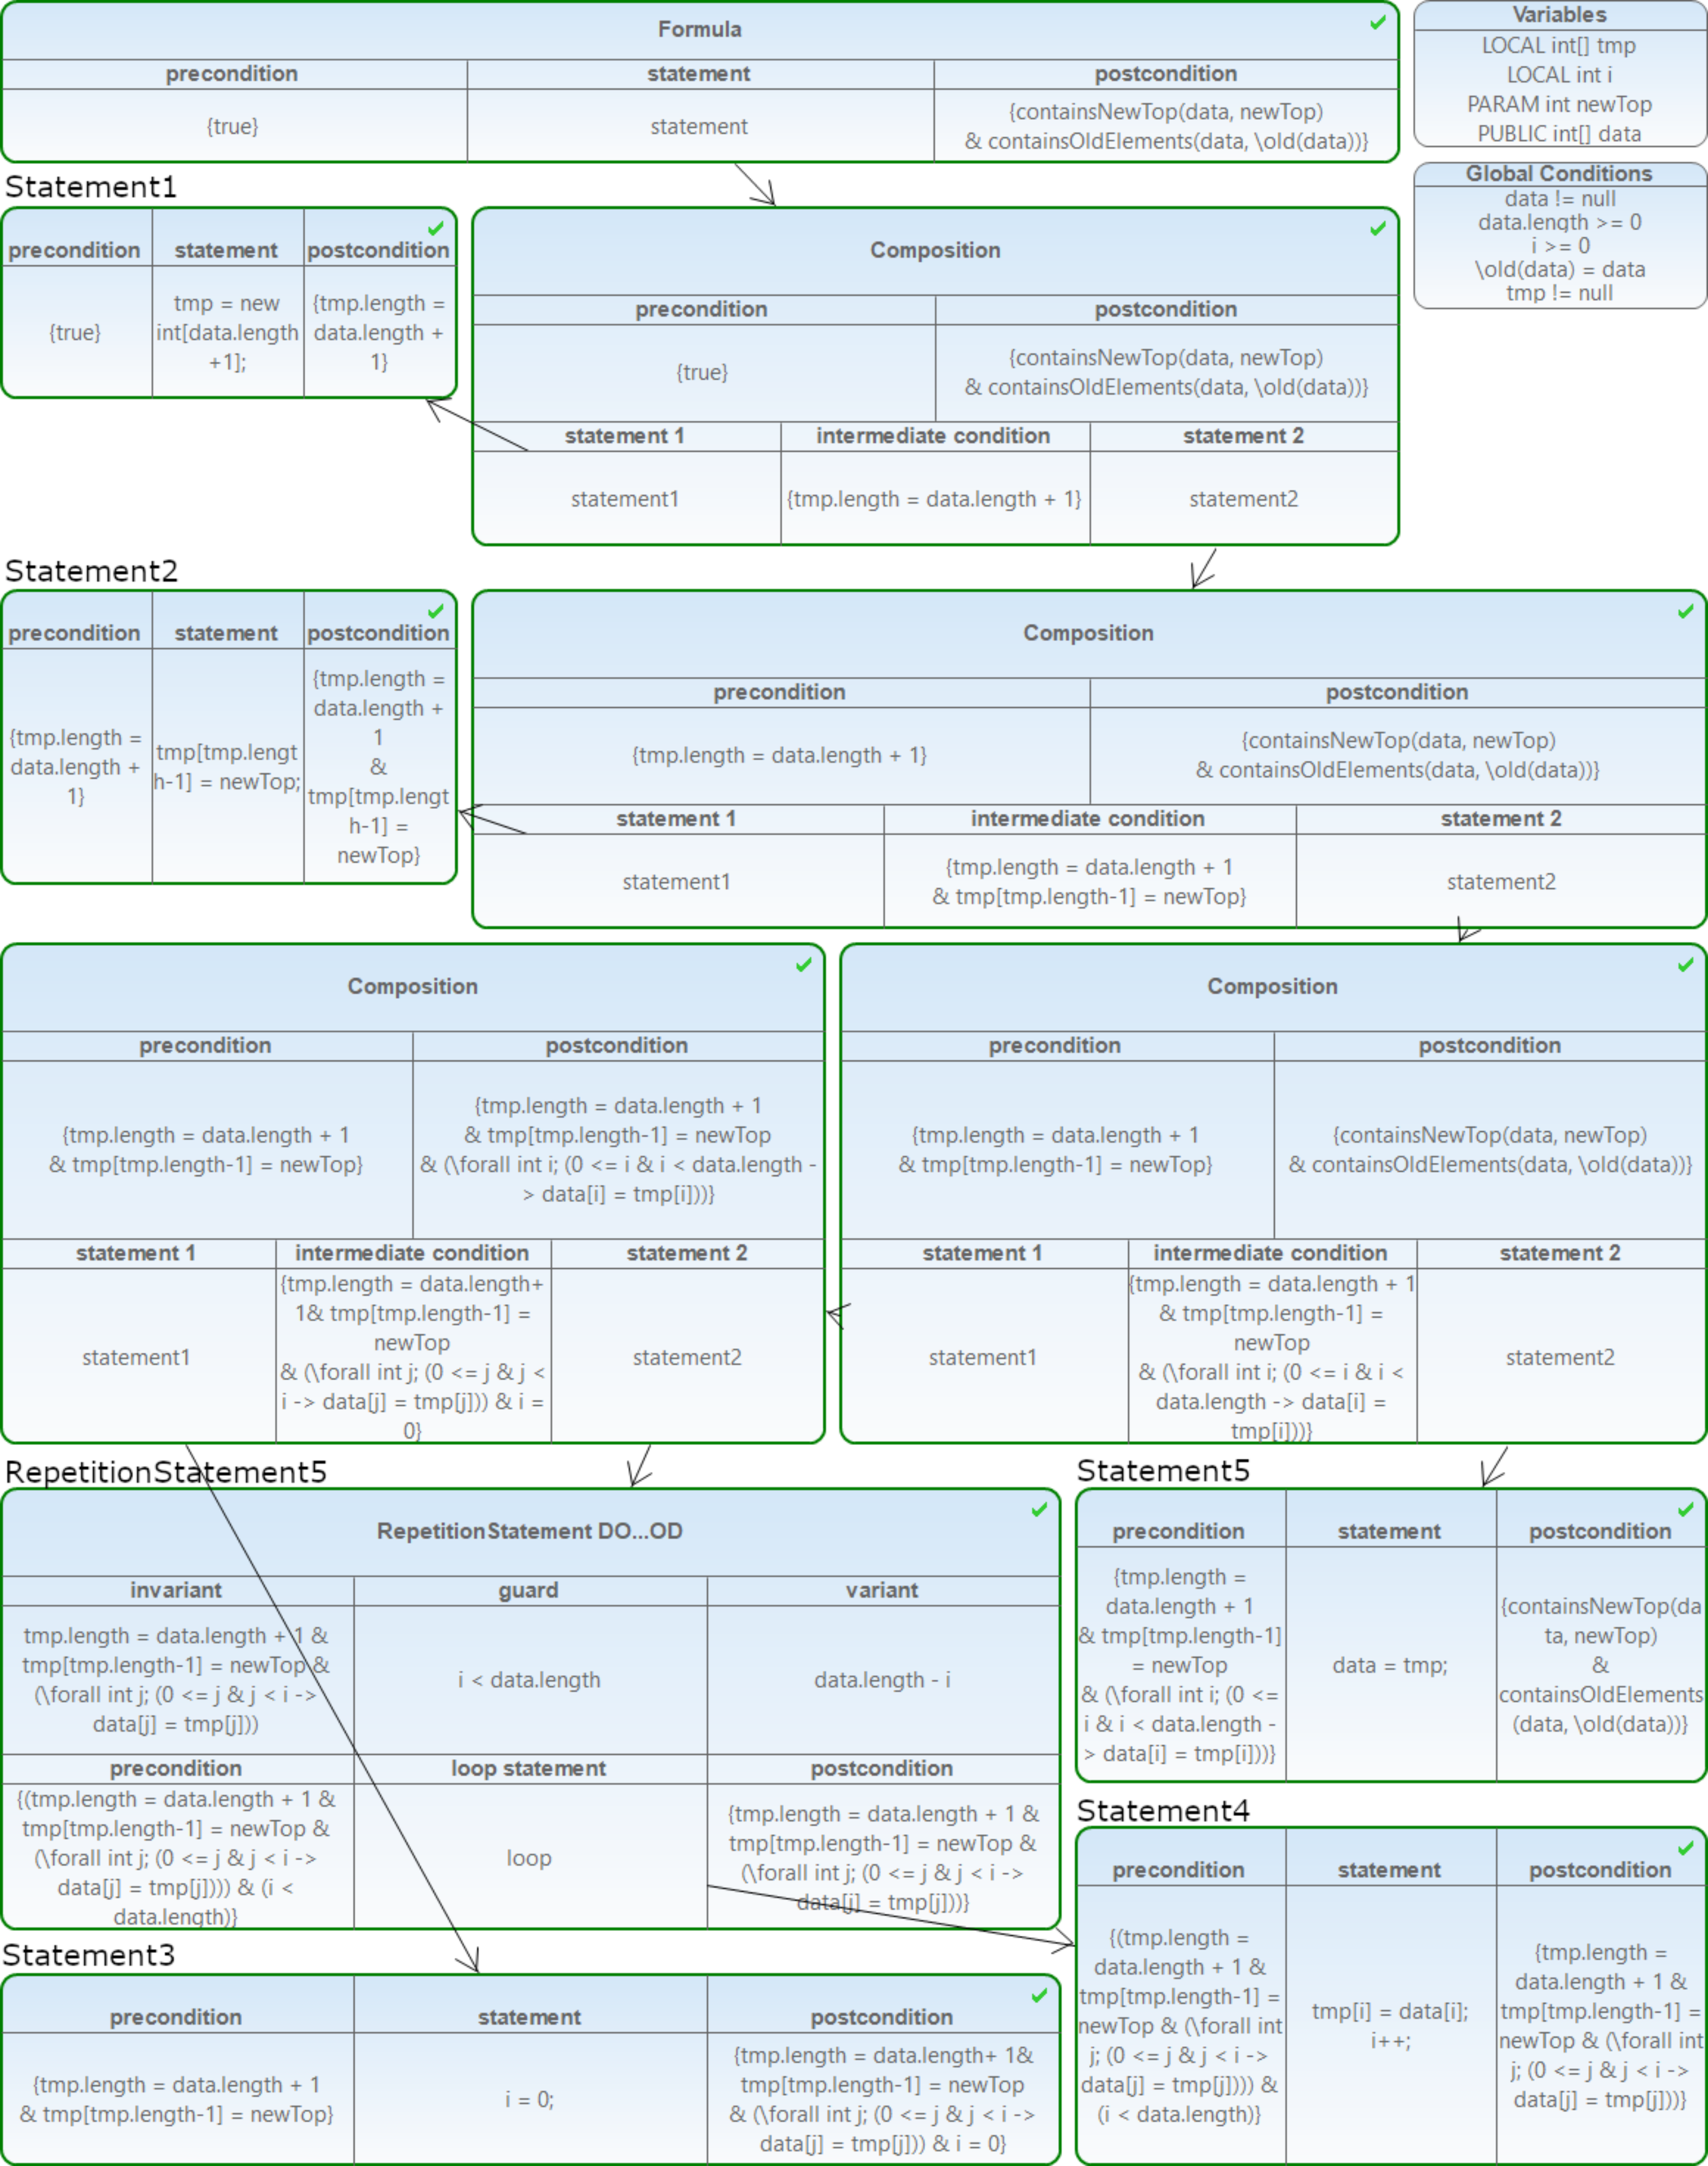 Formula
precondition
statement
postcondition
{true}
statement
{containsNewTop(data, newTop)
& containsOldElements(data, \old(data))}
Variables
LOCAL int[] tmp
LOCAL int i
PARAM int newTop
PUBLIC int[] data
Global Conditions
data != null
data.length >= 0
i >= 0
\old(data) = data
tmp != null
Statement1
precondition
statement
postcondition
{true}
tmp = new
int[data.length
+1];
{tmp.length =
data.length +
1}
Composition
precondition
postcondition
{true}
{containsNewTop(data, newTop)
& containsOldElements(data, \old(data))}
statement 1
intermediate condition
statement 2
statement1
{tmp.length = data.length + 1}
statement2
Statement2
precondition
statement
postcondition
{tmp.length =
data.length +
1}
tmp[tmp.lengt
h-1] = newTop;
{tmp.length =
data.length +
1
&
tmp[tmp.lengt
h-1] =
newTop}
Composition
precondition
postcondition
{tmp.length = data.length + 1}
{containsNewTop(data, newTop)
& containsOldElements(data, \old(data))}
statement 1
intermediate condition
statement 2
statement1
{tmp.length = data.length + 1
& tmp[tmp.length-1] = newTop}
statement2
Composition
precondition
postcondition
{tmp.length = data.length + 1
& tmp[tmp.length-1] = newTop}
{tmp.length = data.length + 1
& tmp[tmp.length-1] = newTop
& (\forall int i; (0 <= i & i < data.length -
> data[i] = tmp[i]))}
statement 1
intermediate condition
statement 2
statement1
{tmp.length = data.length+
1& tmp[tmp.length-1] =
newTop
& (\forall int j; (0 <= j & j <
i -> data[j] = tmp[j])) & i =
0}
statement2
Composition
precondition
postcondition
{tmp.length = data.length + 1
& tmp[tmp.length-1] = newTop}
{containsNewTop(data, newTop)
& containsOldElements(data, \old(data))}
statement 1
intermediate condition
statement 2
statement1
{tmp.length = data.length + 1
& tmp[tmp.length-1] =
newTop
& (\forall int i; (0 <= i & i <
data.length -> data[i] =
tmp[i]))}
statement2
RepetitionStatement5
RepetitionStatement DO...OD
invariant
guard
variant
tmp.length = data.length + 1 &
tmp[tmp.length-1] = newTop &
(\forall int j; (0 <= j & j < i ->
data[j] = tmp[j]))
i < data.length
data.length - i
precondition
loop statement
postcondition
{(tmp.length = data.length + 1 &
tmp[tmp.length-1] = newTop &
(\forall int j; (0 <= j & j < i ->
data[j] = tmp[j]))) & (i <
data.length)}
loop
{tmp.length = data.length + 1 &
tmp[tmp.length-1] = newTop &
(\forall int j; (0 <= j & j < i ->
data[j] = tmp[j]))}
Statement5
precondition
statement
postcondition
{tmp.length =
data.length + 1
& tmp[tmp.length-1]
= newTop
& (\forall int i; (0 <=
i & i < data.length -
> data[i] = tmp[i]))}
data = tmp;
{containsNewTop(da
ta, newTop)
&
containsOldElements
(data, \old(data))}
Statement4
precondition
statement
postcondition
{(tmp.length =
data.length + 1 &
tmp[tmp.length-1] =
newTop & (\forall int
j; (0 <= j & j < i ->
data[j] = tmp[j]))) &
(i < data.length)}
tmp[i] = data[i];
i++;
{tmp.length =
data.length + 1 &
tmp[tmp.length-1] =
newTop & (\forall int
j; (0 <= j & j < i ->
data[j] = tmp[j]))}
Statement3
precondition
statement
postcondition
{tmp.length = data.length + 1
& tmp[tmp.length-1] = newTop}
i = 0;
{tmp.length = data.length+ 1&
tmp[tmp.length-1] = newTop
& (\forall int j; (0 <= j & j < i ->
data[j] = tmp[j])) & i = 0}